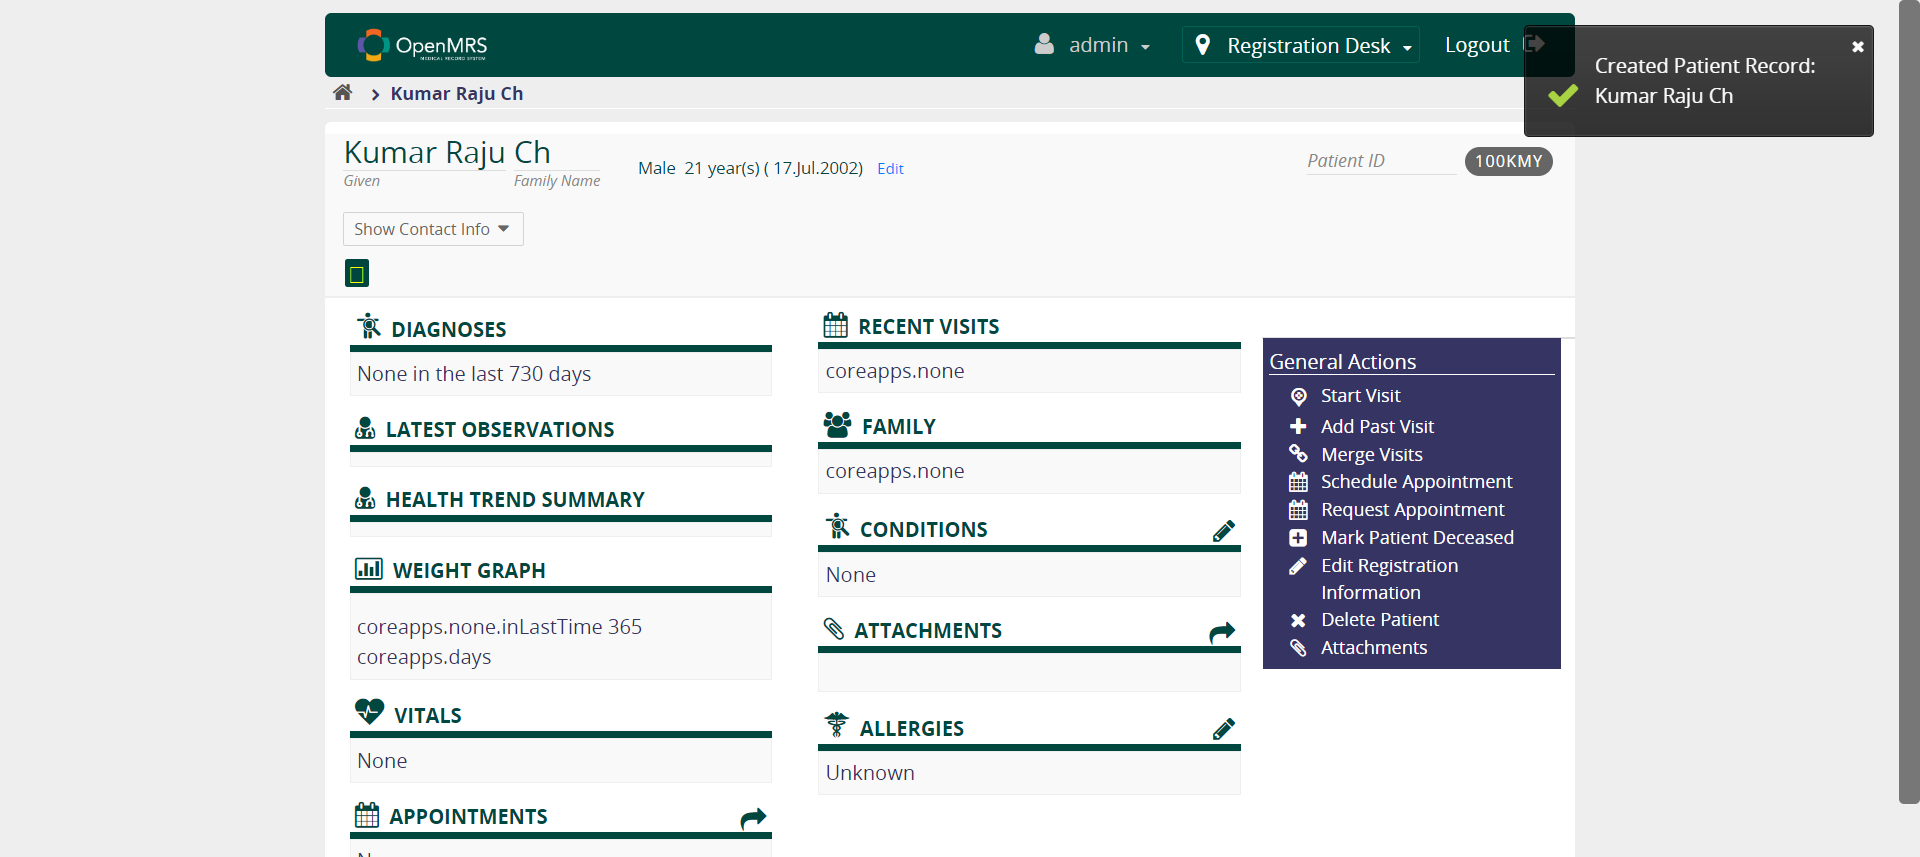 OpenMRS
MEDICAL RECORD SYSTEM
admin
Registration Desk
Logout
Created Patient Record:
Kumar Raju Ch
Kumar Raju Ch
Kumar Raju Ch
Given
Family Name
Male 21 year(s) ( 17.Jul.2002) Edit
Patient ID
100KMY
Show Contact Info
DIAGNOSES
None in the last 730 days
LATEST OBSERVATIONS
HEALTH TREND SUMMARY
WEIGHT GRAPH
coreapps.none.inLastTime 365
coreapps.days
VITALS
None
APPOINTMENTS
RECENT VISITS
coreapps.none
FAMILY
coreapps.none
CONDITIONS
None
ATTACHMENTS
ALLERGIES
Unknown
General Actions
Start Visit
Add Past Visit
Merge Visits
Schedule Appointment
Request Appointment
Mark Patient Deceased
Edit Registration
Information
Delete Patient
Attachments